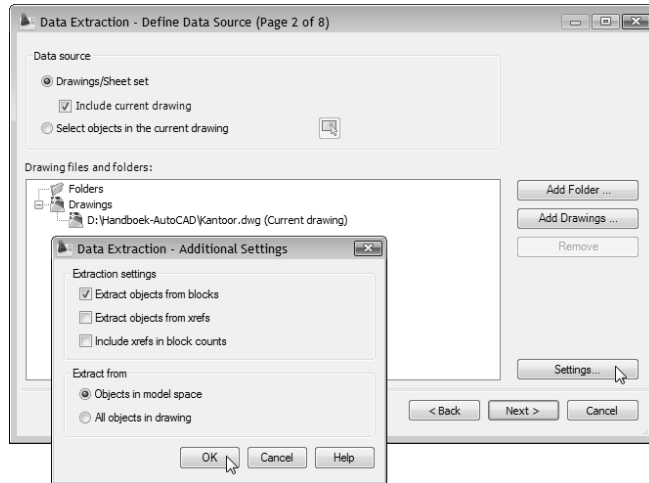 Data Extraction - Define Data Source (Page 2 of 8)
Data source
Drawings/Sheet set
Include current drawing
Select objects in the current drawing
Drawing files and folders:
Folders
Drawings
D:\Handboek-AutoCAD\Kantoor.dwg (Current drawing)
Add Folder ...
Add Drawings ...
Remove
Settings...
< Back
Next >
Cancel
Data Extraction - Additional Settings
Extraction settings
Extract objects from blocks
Extract objects from xrefs
Include xrefs in block counts
Extract from
Objects in model space
All objects in drawing
OK
Cancel
Help